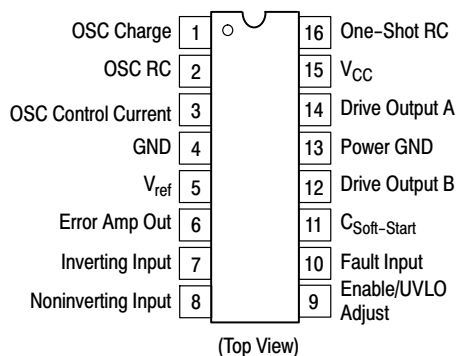 OSC Charge 1 16 One-Shot RC
OSC RC 2 15 VCC
OSC Control Current 3 14 Drive Output A
GND 4 13 Power GND
Vref 5 12 Drive Output B
Error Amp Out 6 11 CSoft-Start
Inverting Input 7 10 Fault Input
Noninverting Input 8 9 Enable/UVLO
Adjust
(Top View)